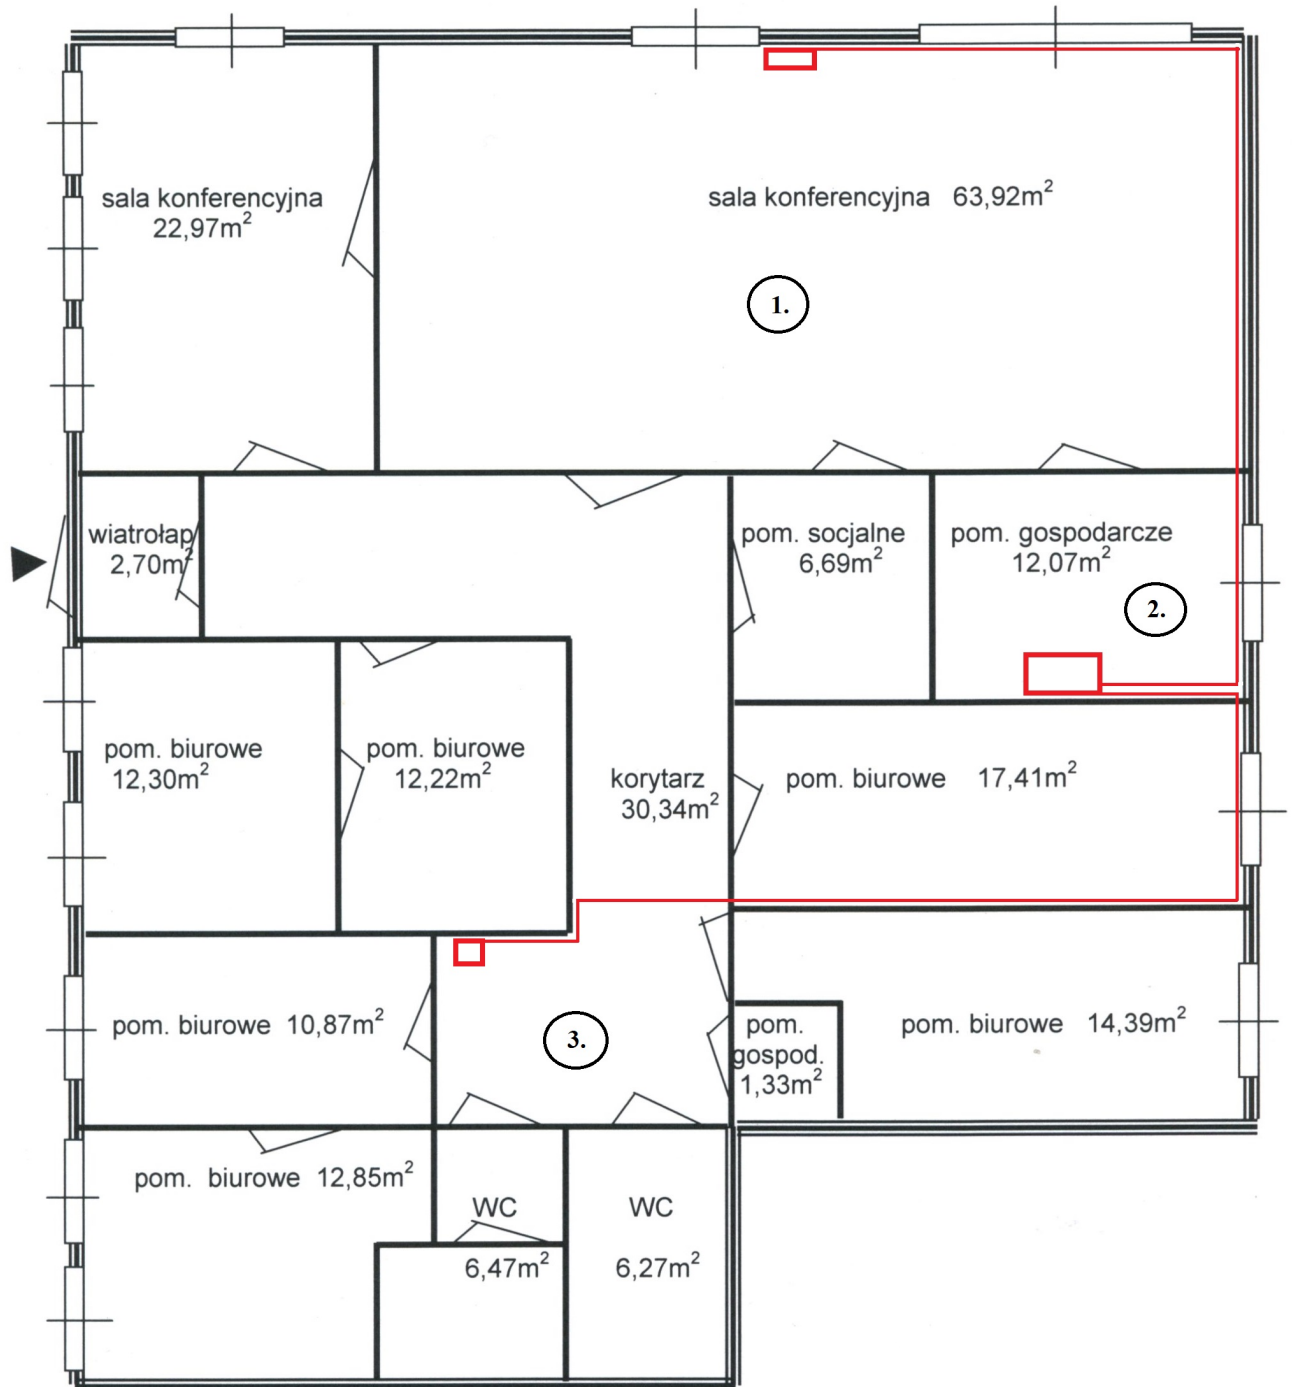 sala konferencyjna
22,97m²
sala konferencyjna 63,92m²
1.
wiatrołap
2,70m²
pom. socjalne
6,69m²
pom. gospodarcze
12,07m²
2.
pom. biurowe
12,30m²
pom. biurowe
12,22m²
korytarz
30,34m²
pom. biurowe 17,41m²
pom. biurowe 10,87m²
3.
pom.
gospod.
1,33m²
pom. biurowe 14,39m²
pom. biurowe 12,85m²
WC
6,47m²
WC
6,27m²